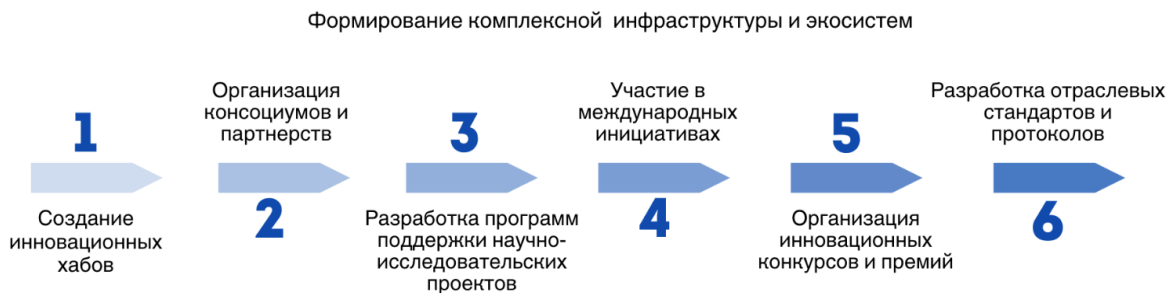 Формирование комплексной инфраструктуры и экосистем
1
Создание
инновационных
хабов
Организация
консоциумов и
партнерств
2
3
Разработка программ
поддержки научно-
исследовательских
проектов
Участие в
международных
инициативах
4
5
Организация
инновационных
конкурсов и премий
Разработка отраслевых
стандартов и
протоколов
6